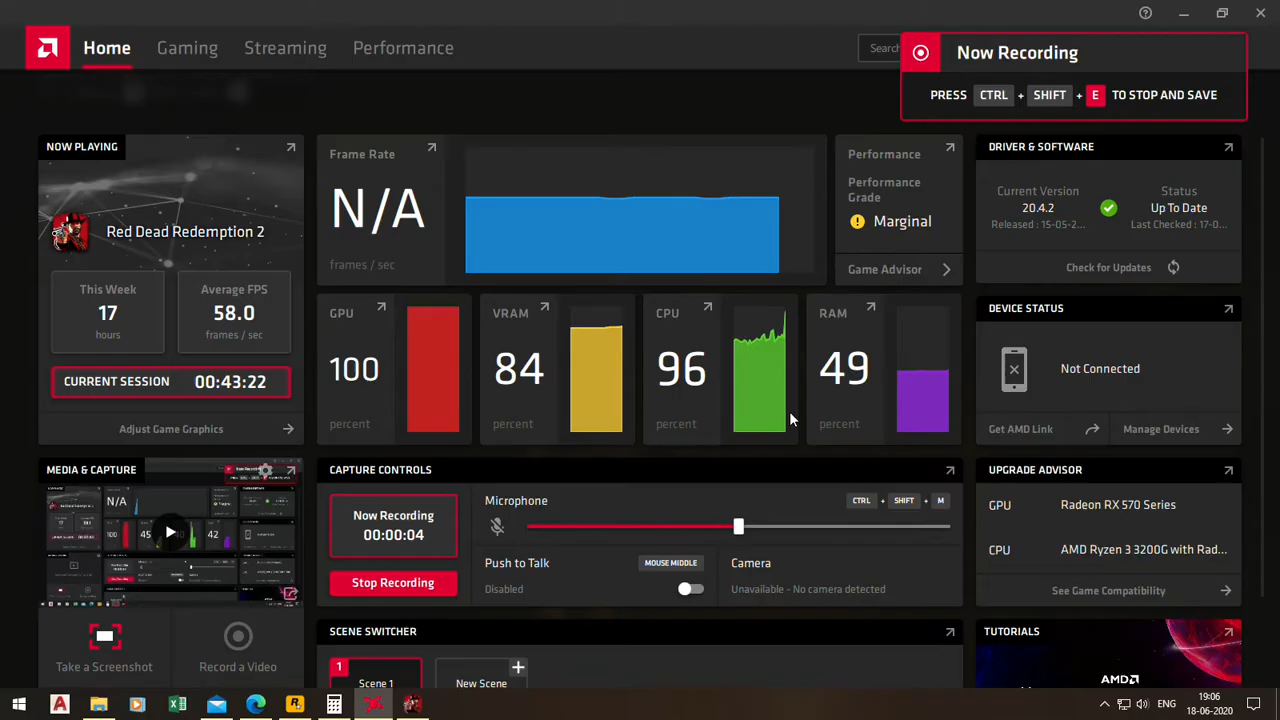 Home
Gaming
Streaming
Performance
Search
Now Recording
PRESS CTRL + SHIFT + E TO STOP AND SAVE
NOW PLAYING
Red Dead Redemption 2
This Week
17
hours
Average FPS
58.0
frames / sec
CURRENT SESSION 00:43:22
Adjust Game Graphics
Frame Rate
N/A
frames / sec
Performance
Performance
Grade
Marginal
Game Advisor
DRIVER & SOFTWARE
Current Version
20.4.2
Released : 15-05-2...
Status
Up To Date
Last Checked : 17-0...
Check for Updates
GPU
100
percent
VRAM
84
percent
CPU
96
percent
RAM
49
percent
DEVICE STATUS
Not Connected
Get AMD Link
Manage Devices
MEDIA & CAPTURE
Take a Screenshot
Record a Video
CAPTURE CONTROLS
Now Recording
00:00:04
Stop Recording
Microphone
CTRL + SHIFT + M
Push to Talk
MOUSE MIDDLE
Disabled
Camera
Unavailable - No camera detected
UPGRADE ADVISOR
GPU Radeon RX 570 Series
CPU AMD Ryzen 3 3200G with Rad...
See Game Compatibility
SCENE SWITCHER
1
Scene 1
New Scene
TUTORIALS
AMD
ENG
19:06
18-06-2020